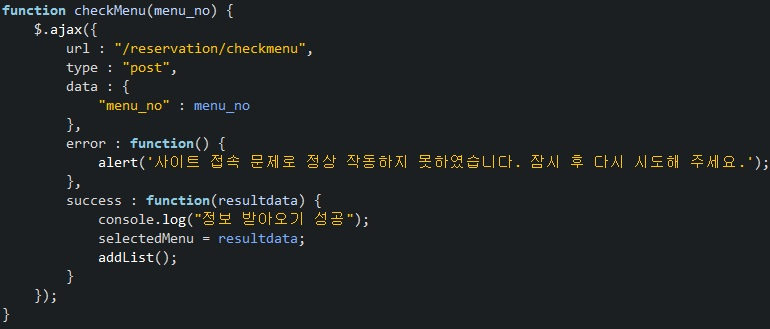 function checkMenu(menu_no) {
    $.ajax({
        url : "/reservation/checkmenu",
        type : "post",
        data : {
            "menu_no" : menu_no
        },
        error : function() {
            alert('사이트 접속 문제로 정상 작동하지 못하였습니다. 잠시 후 다시 시도해 주세요.');
        },
        success : function(resultdata) {
            console.log("정보 받아오기 성공");
            selectedMenu = resultdata;
            addList();
        }
    });
}